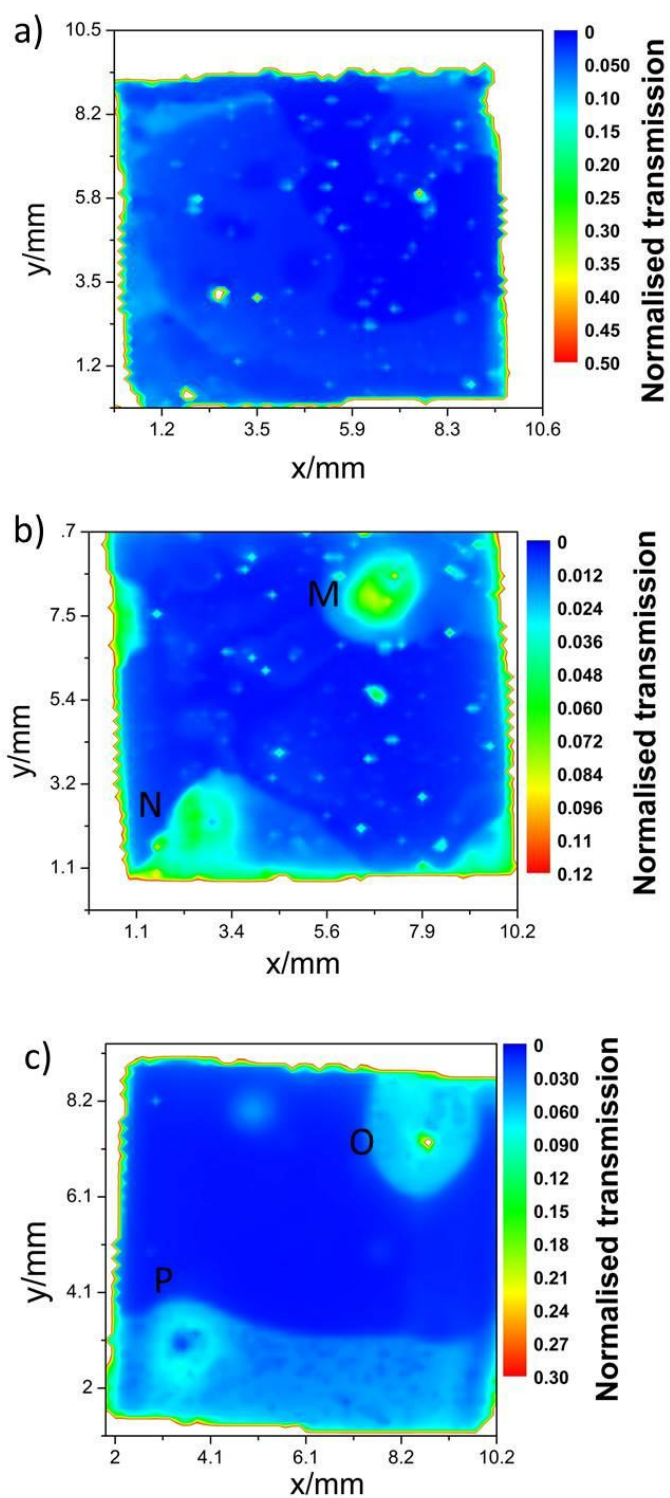 a)
10.5
8.2
5.8
3.5
1.2
y/mm
1.2 3.5 5.9 8.3 10.6
x/mm
0
0.050
0.10
0.15
0.20
0.25
0.30
0.35
0.40
0.45
0.50
Normalised transmission
b)
.7
7.5
5.4
3.2
1.1
y/mm
M
N
1.1 3.4 5.6 7.9 10.2
x/mm
0
0.012
0.024
0.036
0.048
0.060
0.072
0.084
0.096
0.11
0.12
Normalised transmission
c)
8.2
6.1
4.1
2
y/mm
O
P
2 4.1 6.1 8.2 10.2
x/mm
0
0.030
0.060
0.090
0.12
0.15
0.18
0.21
0.24
0.27
0.30
Normalised transmission